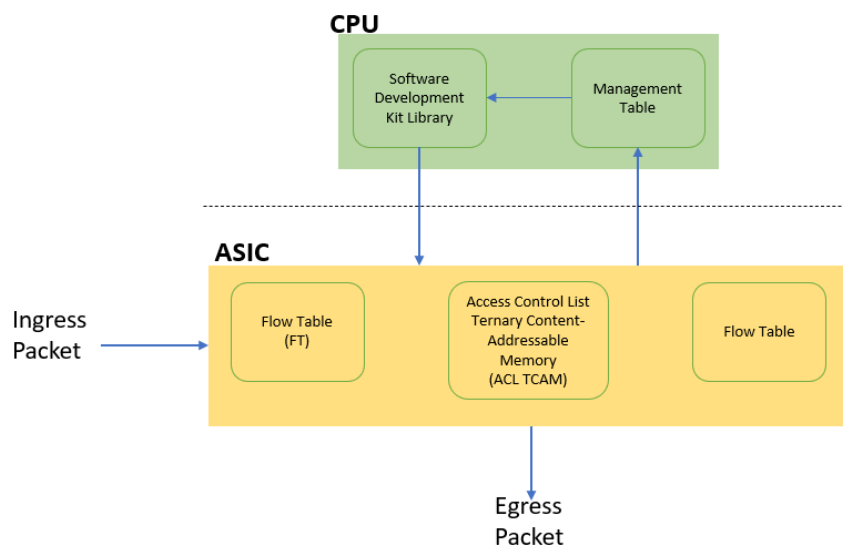 CPU
Software
Development
Kit Library
Management
Table
ASIC
Ingress
Packet
Flow Table
(FT)
Access Control List
Ternary Content-
Addressable
Memory
(ACL TCAM)
Flow Table
Egress
Packet